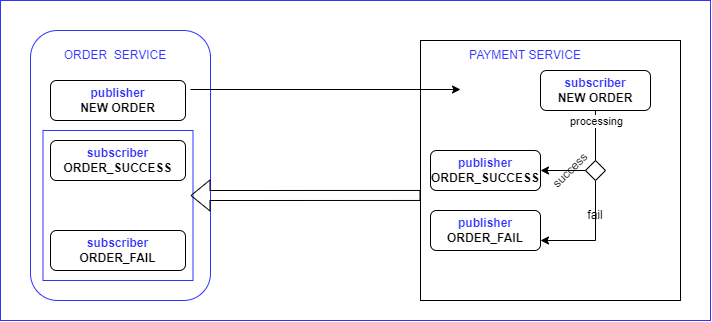 ORDER SERVICE
publisher
NEW ORDER
subscriber
ORDER_SUCCESS
subscriber
ORDER_FAIL
PAYMENT SERVICE
subscriber
NEW ORDER
processing
success
publisher
ORDER_SUCCESS
fail
publisher
ORDER_FAIL